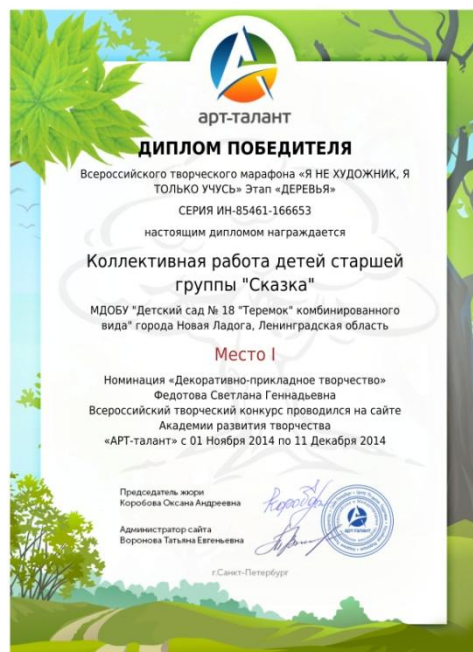 арт-талант
ДИПЛОМ ПОБЕДИТЕЛЯ
Всероссийского творческого марафона «Я НЕ ХУДОЖНИК, Я
ТОЛЬКО УЧУСЬ» Этап «ДЕРЕВЬЯ»
СЕРИЯ ИН-85461-166653
настоящим дипломом награждается
Коллективная работа детей старшей
группы "Сказка"
МДОБУ "Детский сад № 18 "Теремок" комбинированного
вида" города Новая Ладога, Ленинградская область
Место I
Номинация «Декоративно-прикладное творчество»
Федотова Светлана Геннадьевна
Всероссийский творческий конкурс проводился на сайте
Академии развития творчества
«АРТ-талант» с 01 Ноября 2014 по 11 Декабря 2014
Председатель жюри
Коробова Оксана Андреевна
Администратор сайта
Воронова Татьяна Евгеньевна
арт-талант
г.Санкт-Петербург